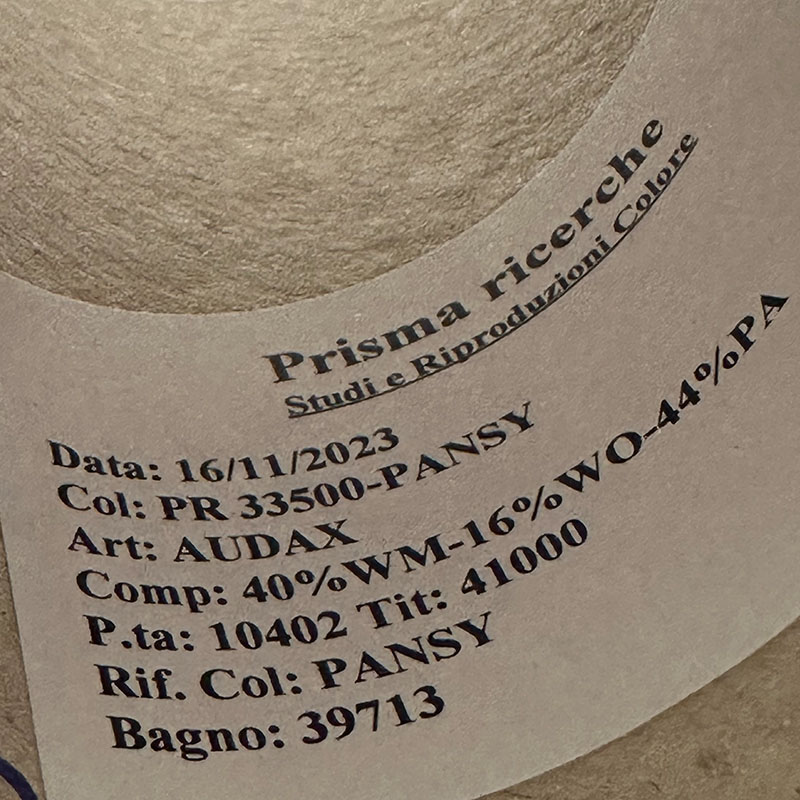 Prisma ricerche
Studi e Riproduzioni Colore
Data: 16/11/2023
Col: PR 33500-PANSY
Art: AUDAX
Comp: 40%WM-16%WO-44%PA
P.ta: 10402 Tit: 41000
Rif. Col: PANSY
Bagno: 39713